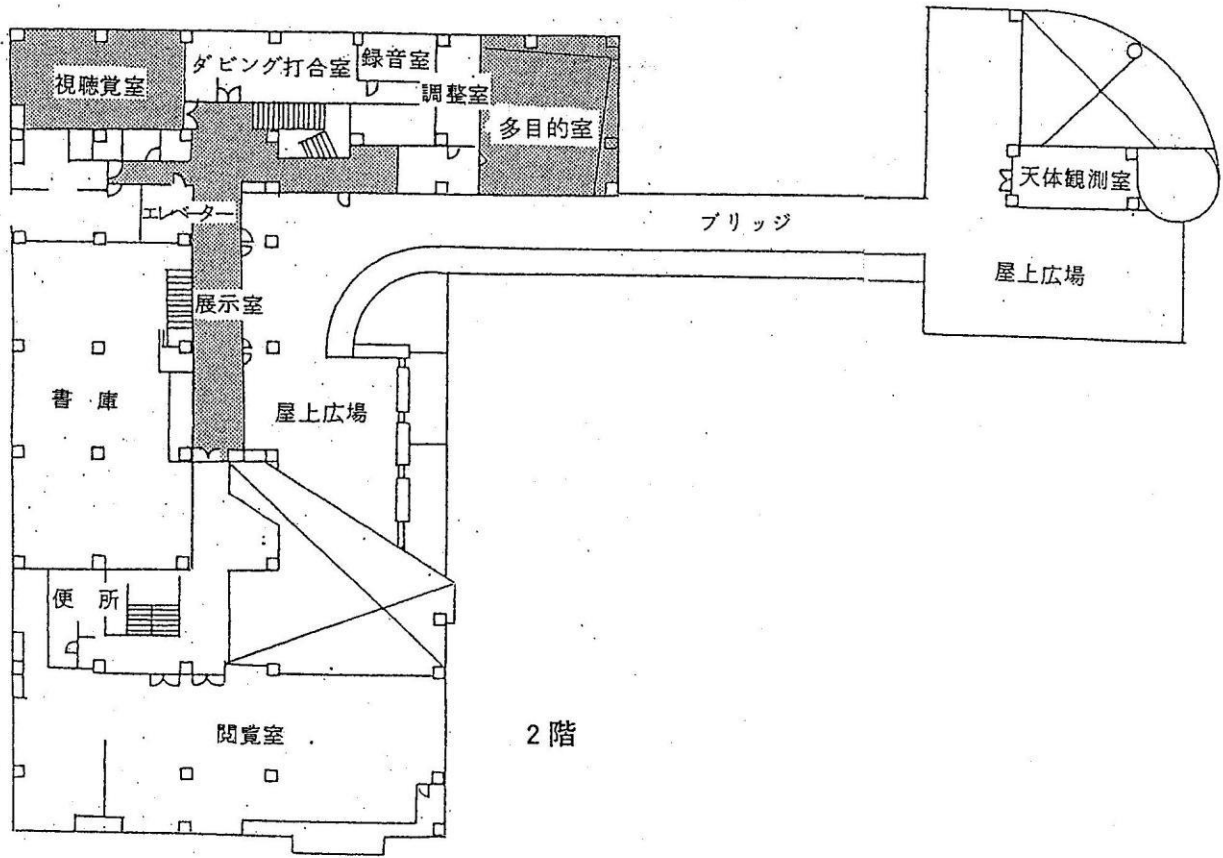 視聴覚室
ダビング打合室
録音室
調整室
多目的室
天体観測室
エレベーター
ブリッジ
屋上広場
展示室
書庫
屋上広場
便所
閲覧室
2階